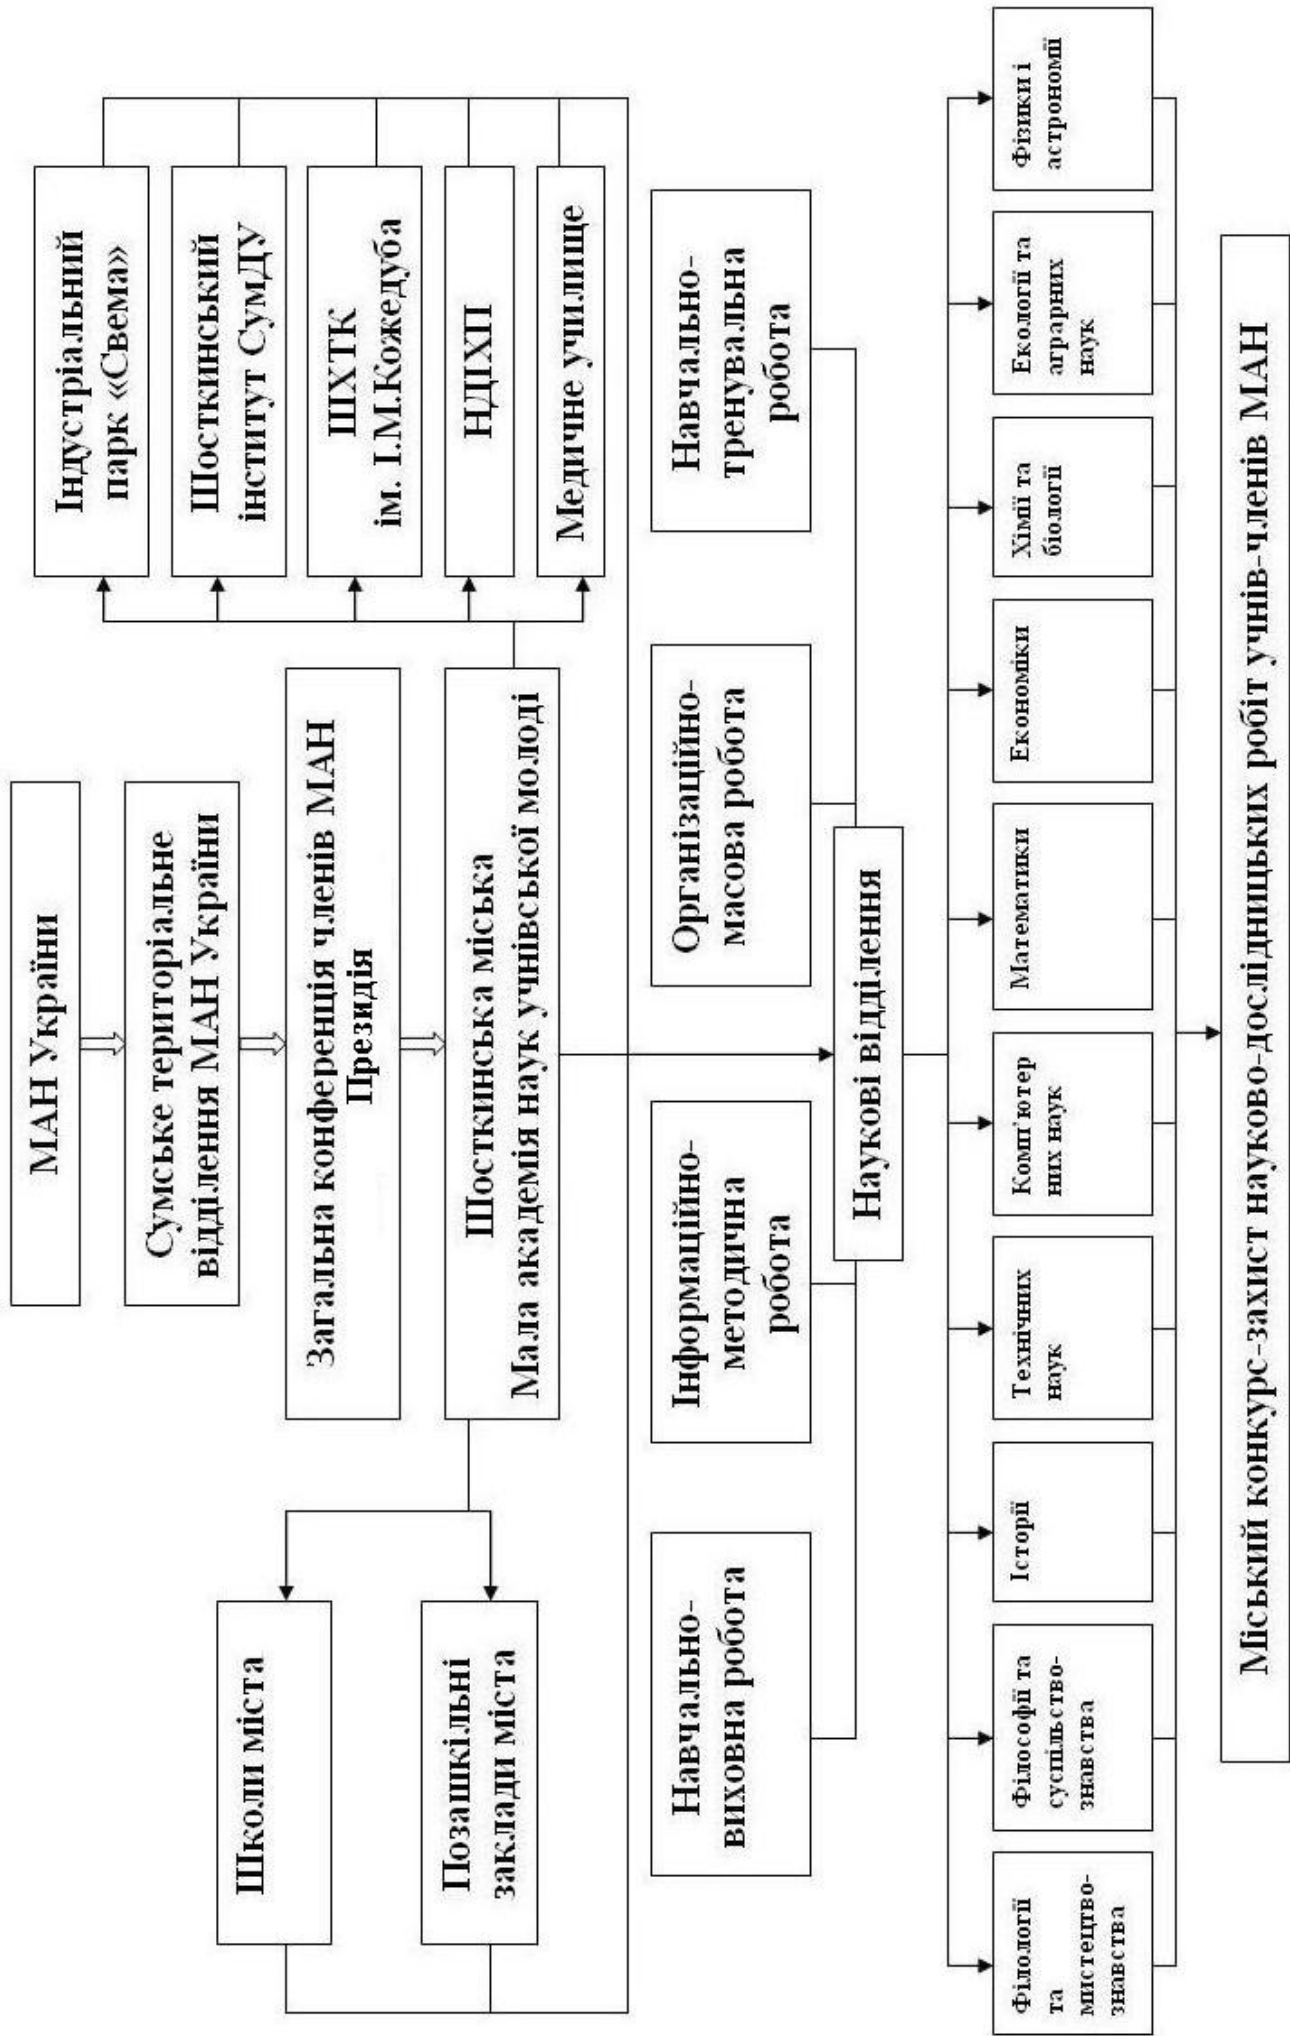 МАН України
Сумське територіальне
відділення МАН України
Загальна конференція членів МАН
Президія
Шосткинська міська
Мала академія наук учнівської молоді
Школи міста
Позашкільні
заклади міста
Індустріальний
парк «Свема»
Шосткинський
інститут СумДУ
ШХТК
ім. І.М.Кожедуба
НДІХП
Медичне училище
Навчально-
виховна робота
Інформаційно-
методична
робота
Організаційно-
масова робота
Навчально-
тренувальна
робота
Наукові відділення
Філології
та
мистецтво-
знавства
Філософії та
суспільство-
знавства
Історії
Технічних
наук
Комп’ютер
них наук
Математики
Економіки
Хімії та
біології
Екології та
аграрних
наук
Фізики і
астрономії
Міський конкурс-захист науково-дослідницьких робіт учнів-членів МАН